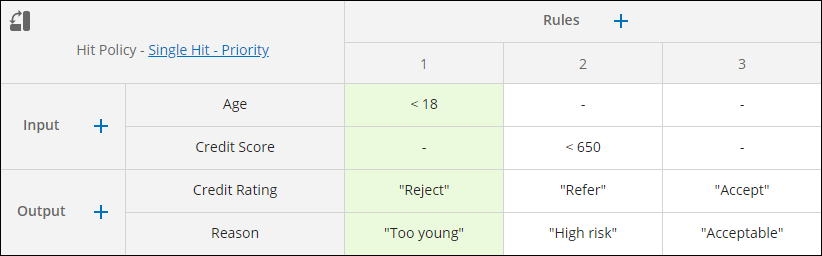 Rules +
Hit Policy - Single Hit - Priority
1 2 3
Input + Age < 18 - -
Credit Score - < 650 -
Output + Credit Rating "Reject" "Refer" "Accept"
Reason "Too young" "High risk" "Acceptable"